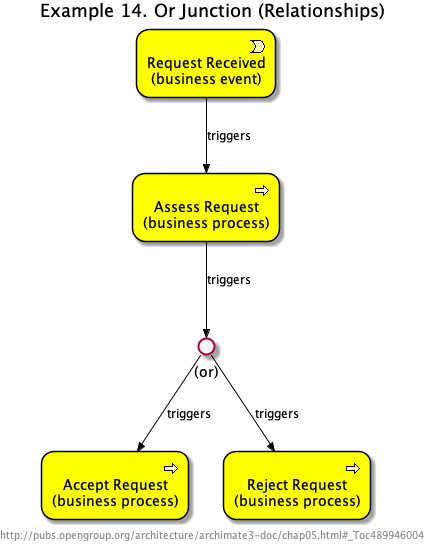 Example 14. Or Junction (Relationships)
Request Received
(business event)
triggers
Assess Request
(business process)
triggers
(or)
triggers
triggers
Accept Request
(business process)
Reject Request
(business process)
http://pubs.opengroup.org/architecture/archimate3-doc/chap05.html#_Toc489946004